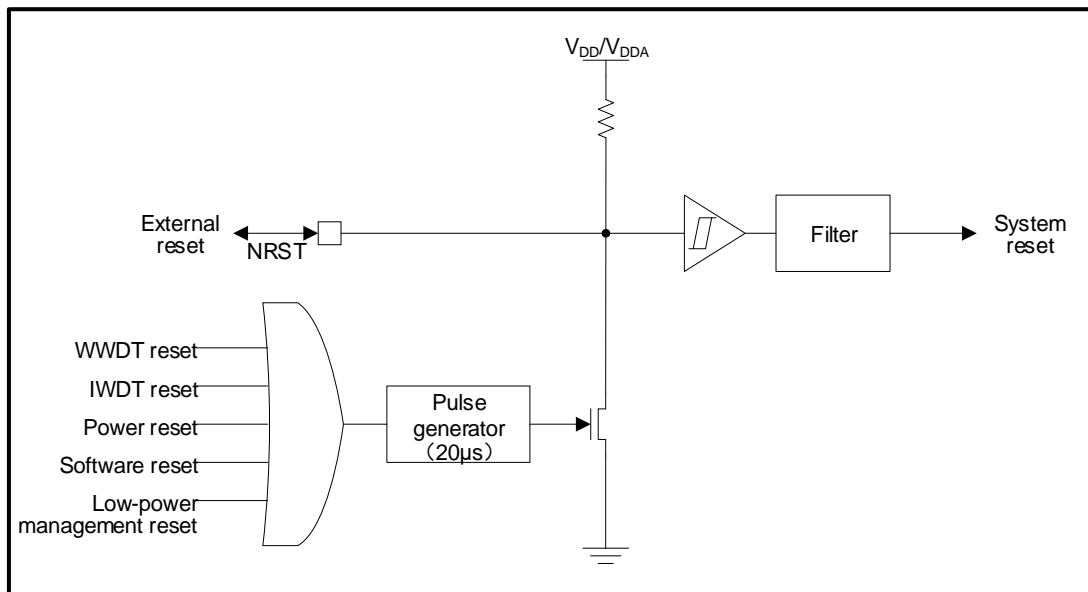 VDD/VDDA
External
reset
NRST
Filter
System
reset
WWDT reset
IWDT reset
Power reset
Software reset
Low-power
management reset
Pulse
generator
（20µs）